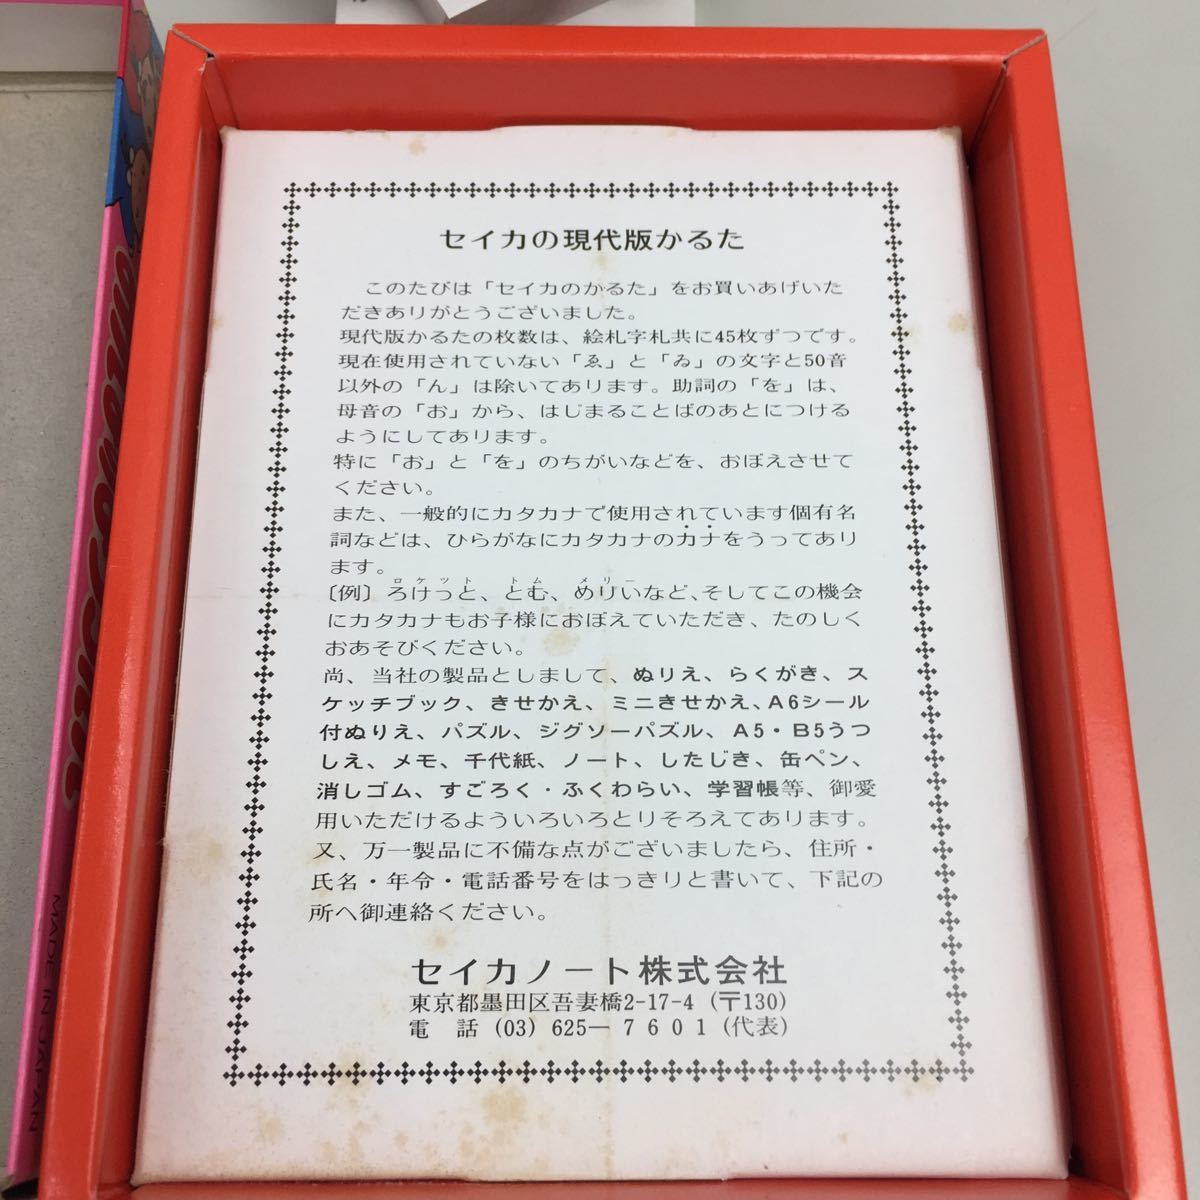 セイカの現代版かるた
このたびは「セイカのかるた」をお買いあげいた
だきありがとうございました。
現代版かるたの枚数は、絵札字札共に45枚ずつです。
現在使用されていない「ゑ」と「ゐ」の文字と50音
以外の「ん」は除いてあります。助詞の「を」は、
母音の「お」から、はじまることばのあとにつける
ようにしてあります。
特に「お」と「を」のちがいなどを、おぼえさせて
ください。
また、一般的にカタカナで使用されています個有名
詞などは、ひらがなにカタカナのカナをうってあり
ます。
ロケット トム メリー
〔例〕ろけっと、とむ、めりいなど、そしてこの機会
にカタカナもお子様におぼえていただき、たのしく
おあそびください。
尚、当社の製品としまして、ぬりえ、らくがき、ス
ケッチブック、きせかえ、ミニきせかえ、A6シール
付ぬりえ、パズル、ジグソーパズル、A5・B5うつ
しえ、メモ、千代紙、ノート、したじき、缶ペン、
消しゴム、すごろく・ふくわらい、学習帳等、御愛
用いただけるよういろいろとりそろえてあります。
又、万一製品に不備な点がございましたら、住所・
氏名・年令・電話番号をはっきりと書いて、下記の
所へ御連絡ください。
セイカノート株式会社
東京都墨田区吾妻橋2-17-4 (〒130)
電 話 (03) 625―7601 (代表)
MADE IN JAPAN